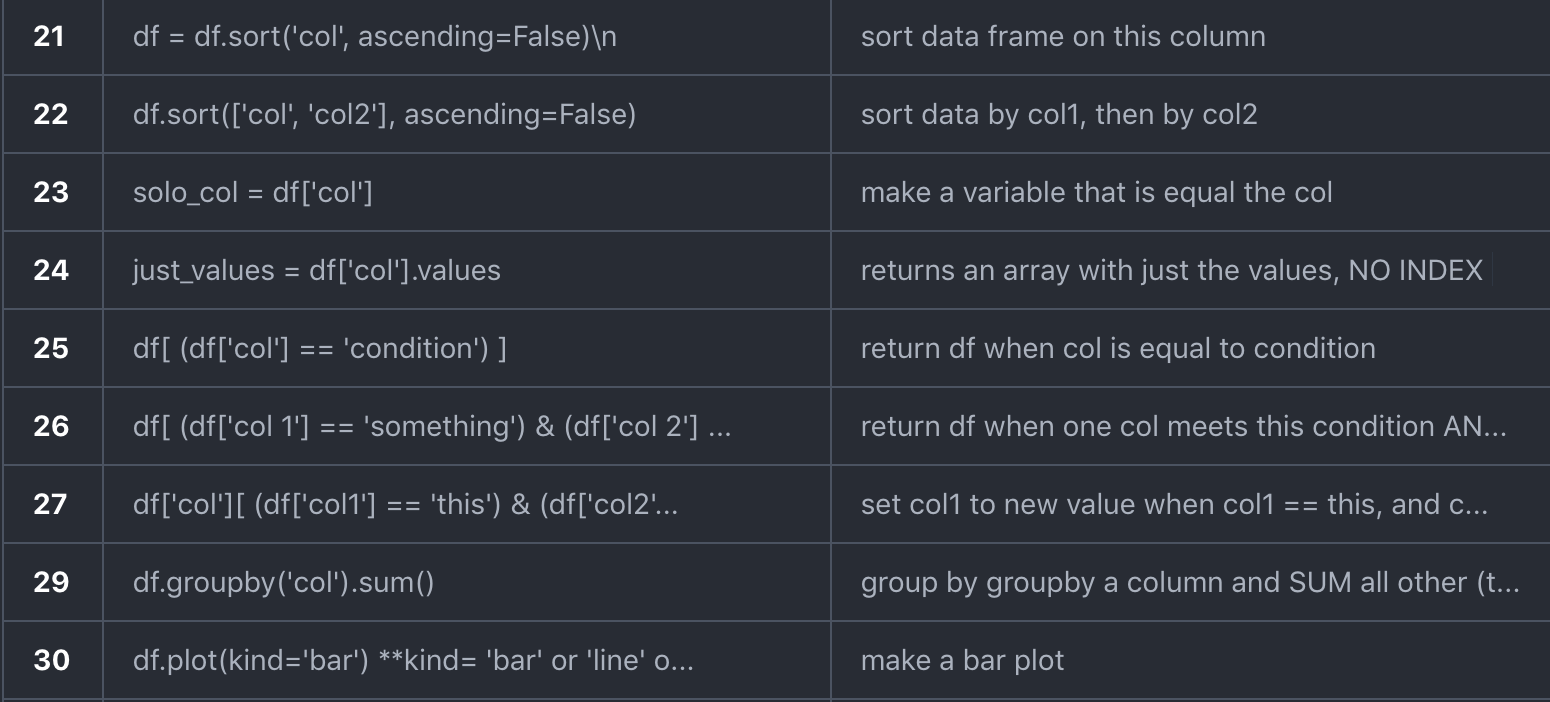 21 df = df.sort('col', ascending=False)\n sort data frame on this column
22 df.sort(['col', 'col2'], ascending=False) sort data by col1, then by col2
23 solo_col = df['col'] make a variable that is equal the col
24 just_values = df['col'].values returns an array with just the values, NO INDEX
25 df[ (df['col'] == 'condition') ] return df when col is equal to condition
26 df[ (df['col 1'] == 'something') & (df['col 2'] ... return df when one col meets this condition AN...
27 df['col'][ (df['col1'] == 'this') & (df['col2'... set col1 to new value when col1 == this, and c...
29 df.groupby('col').sum() group by groupby a column and SUM all other (t...
30 df.plot(kind='bar') **kind= 'bar' or 'line' o... make a bar plot